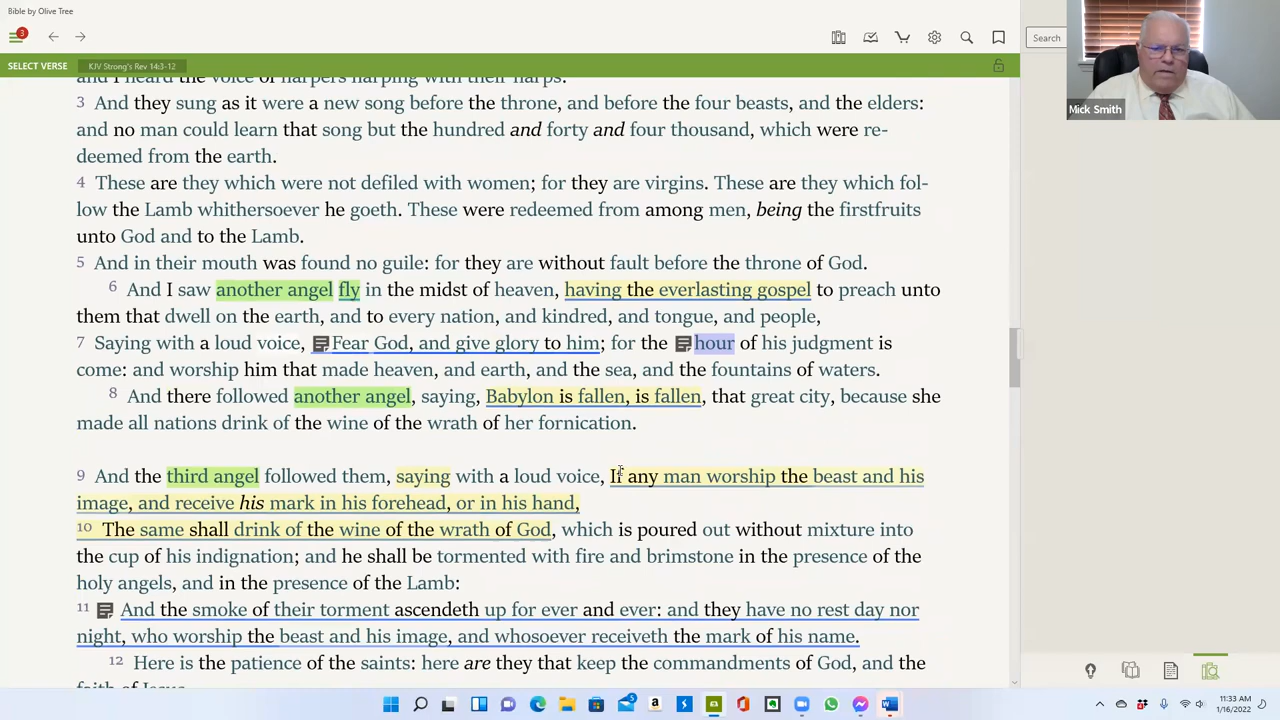 Bible by Olive Tree
3
Search
SELECT VERSE
KJV Strong's Rev 14:3-12
Mick Smith
and I heard the voice of harpers harping with their harps:
3 And they sung as it were a new song before the throne, and before the four beasts, and the elders:
and no man could learn that song but the hundred and forty and four thousand, which were re-
deemed from the earth.
4 These are they which were not defiled with women; for they are virgins. These are they which fol-
low the Lamb whithersoever he goeth. These were redeemed from among men, being the firstfruits
unto God and to the Lamb.
5 And in their mouth was found no guile: for they are without fault before the throne of God.
6 And I saw another angel fly in the midst of heaven, having the everlasting gospel to preach unto
them that dwell on the earth, and to every nation, and kindred, and tongue, and people,
7 Saying with a loud voice, Fear God, and give glory to him; for the hour of his judgment is
come: and worship him that made heaven, and earth, and the sea, and the fountains of waters.
8 And there followed another angel, saying, Babylon is fallen, is fallen, that great city, because she
made all nations drink of the wine of the wrath of her fornication.
9 And the third angel followed them, saying with a loud voice, If any man worship the beast and his
image, and receive his mark in his forehead, or in his hand,
10 The same shall drink of the wine of the wrath of God, which is poured out without mixture into
the cup of his indignation; and he shall be tormented with fire and brimstone in the presence of the
holy angels, and in the presence of the Lamb:
11 And the smoke of their torment ascendeth up for ever and ever: and they have no rest day nor
night, who worship the beast and his image, and whosoever receiveth the mark of his name.
12 Here is the patience of the saints: here are they that keep the commandments of God, and the
faith of Jesus
11:33 AM
1/16/2022